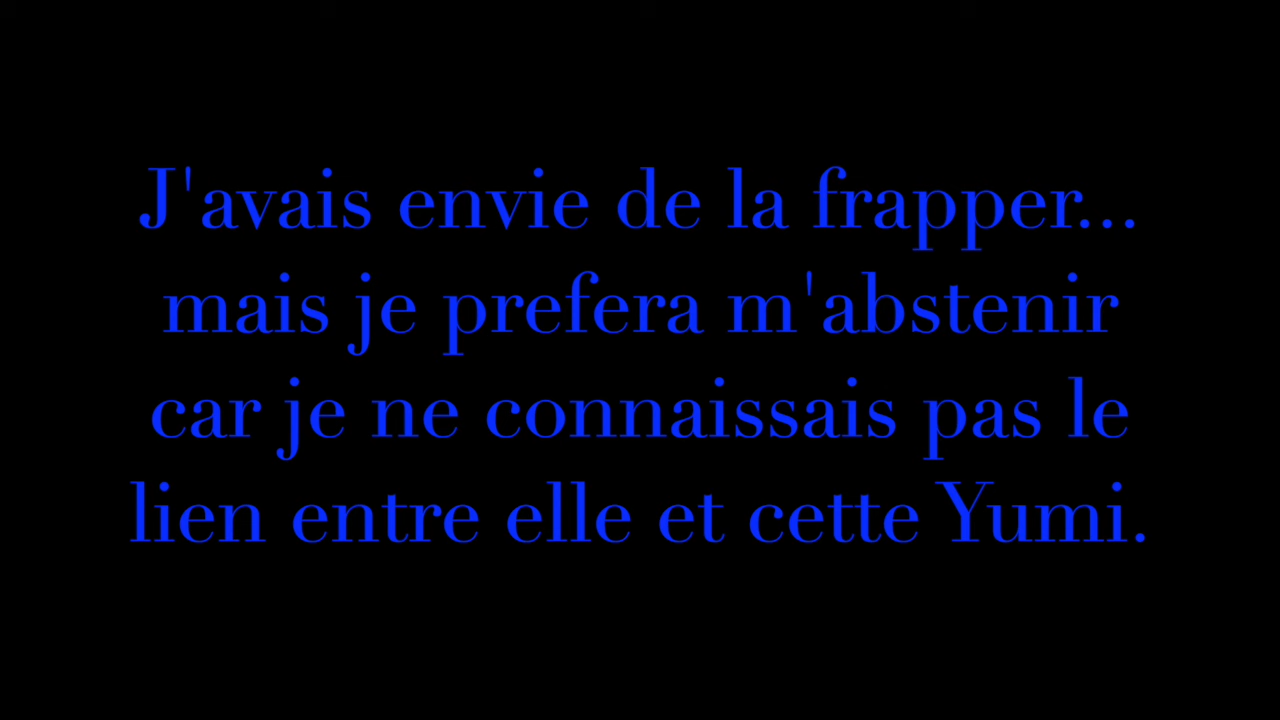 J'avais envie de la frapper...
mais je prefera m'abstenir
car je ne connaissais pas le
lien entre elle et cette Yumi.